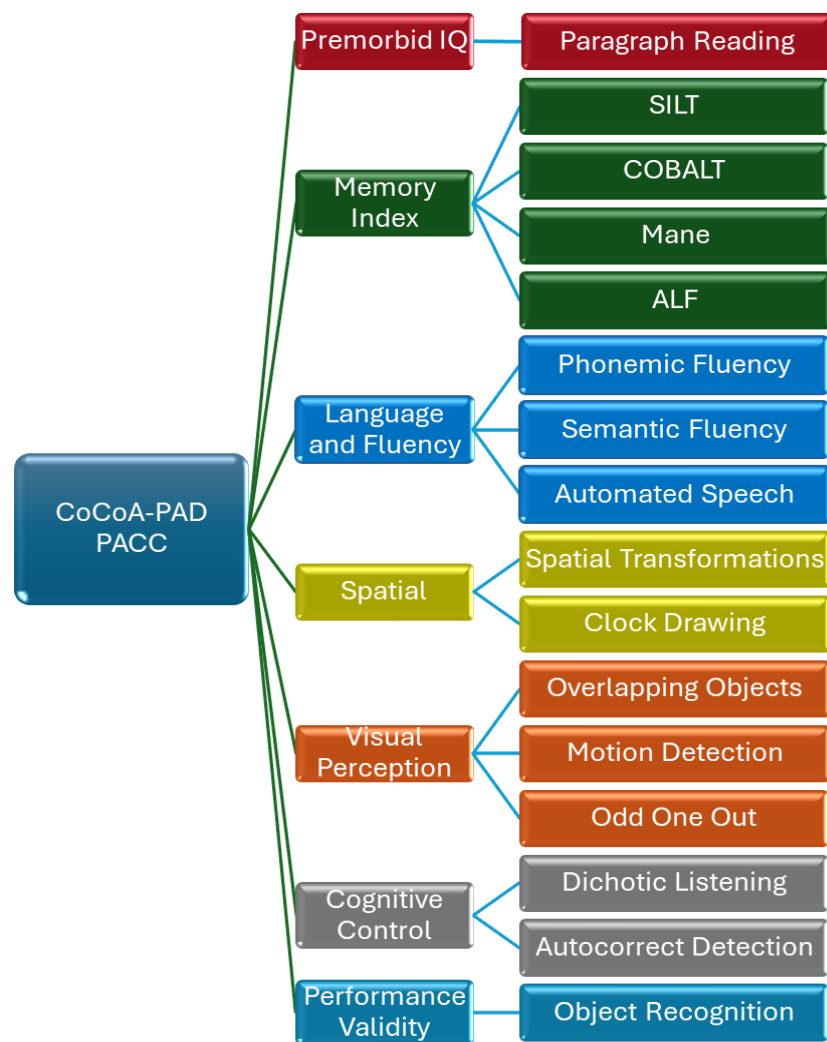 CoCoA-PAD
PACC
Premorbid IQ
Paragraph Reading
Memory
Index
SILT
COBALT
Mane
ALF
Language
and Fluency
Phonemic Fluency
Semantic Fluency
Automated Speech
Spatial
Spatial Transformations
Clock Drawing
Visual
Perception
Overlapping Objects
Motion Detection
Odd One Out
Cognitive
Control
Dichotic Listening
Autocorrect Detection
Performance
Validity
Object Recognition